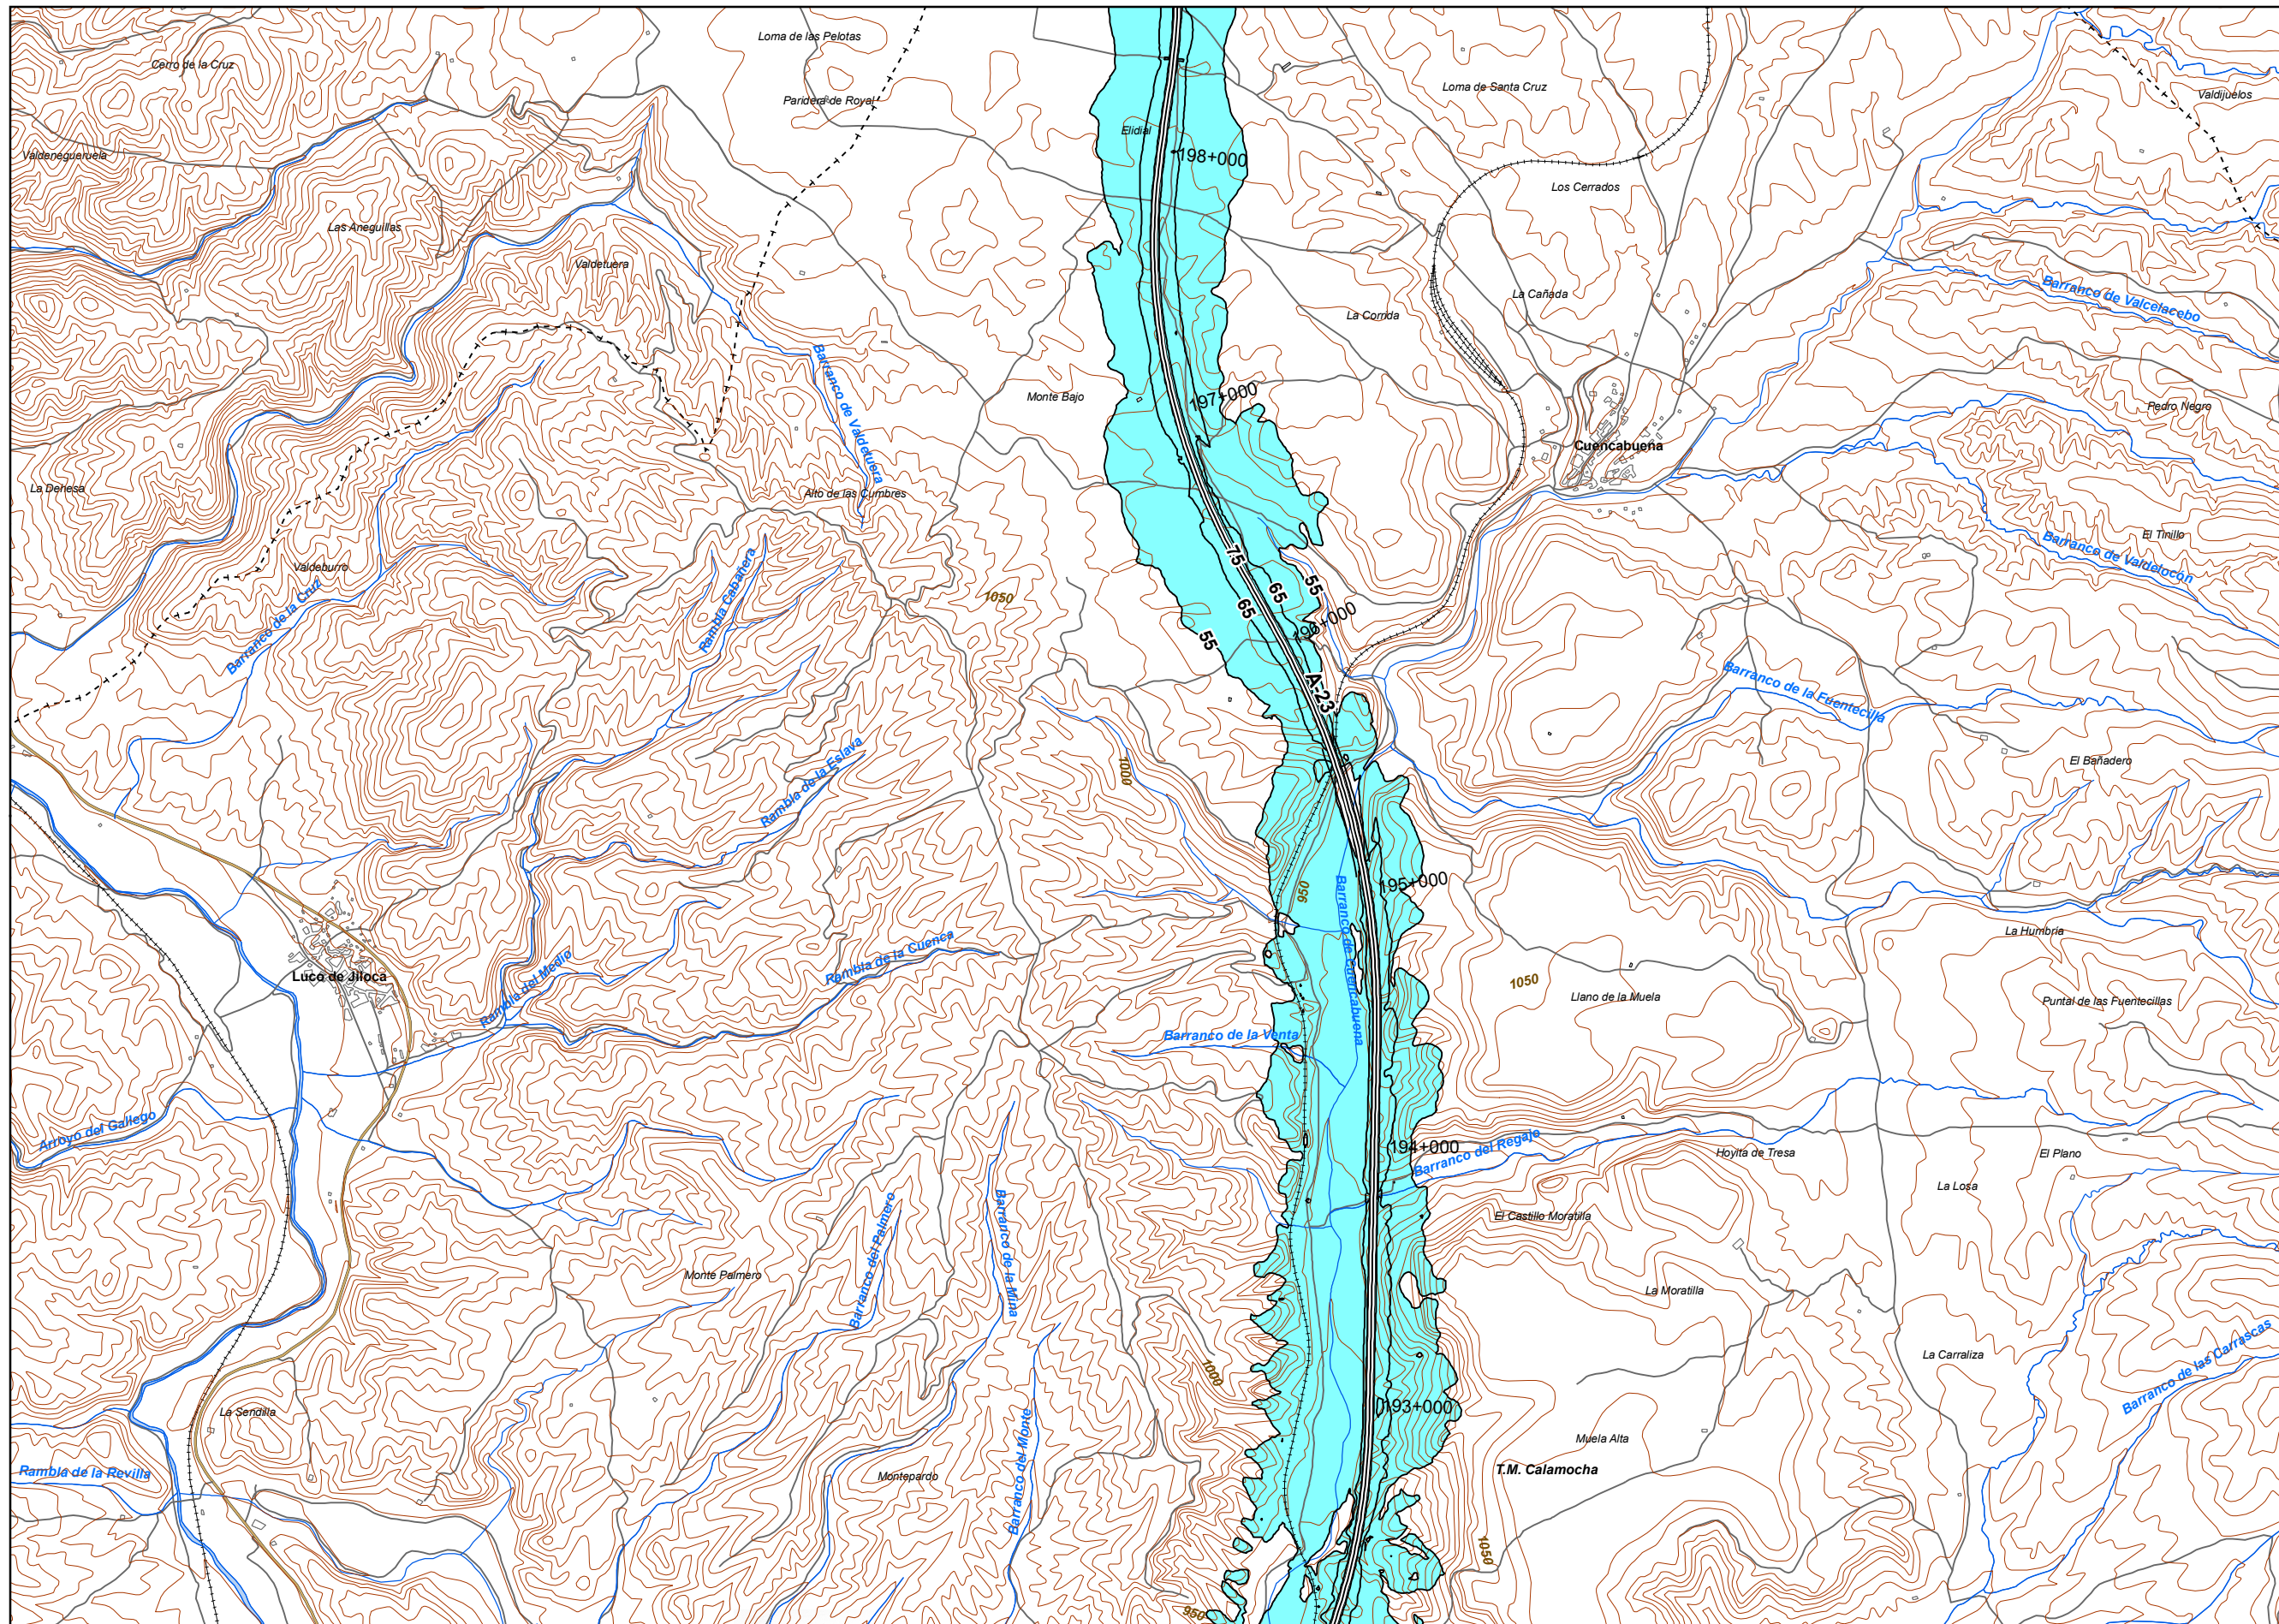 Loma de las Pelotas
Cerro de la Cruz
Loma de Santa Cruz
Valdijuelos
Paridera de Royal
Elidial
198+000
Valdenegueruela
Los Cerrados
Las Aneguillas
Valdetuera
Barranco de Valcelacebo
La Cañada
La Corrida
Barranco de Valdetuera
Monte Bajo
197+000
Pedro Negro
Cuencabuena
La Dehesa
Alto de las Cumbres
El Tinillo
Barranco de Valdelocón
75
Valdeburro
Barranco de la Cruz
Rambla Cabañera
1050
65
55
65
196+000
55
A-23
Barranco de la Fuentecilla
Rambla de la Eslava
1000
El Bañadero
195+000
950
Barranco de Cuencabuena
La Humbria
Rambla de la Cuenca
Luco de Jiloca
Rambla del Medio
1050
Llano de la Muela
Puntal de las Fuentecillas
Barranco de la Venta
Arroyo del Gallego
194+000
Barranco del Regajo
Hoyita de Tresa
El Plano
La Losa
Barranco del Palmero
Barranco de la Mina
El Castillo Moratilla
Monte Palmero
La Moratilla
La Carraliza
Barranco de las Carrascas
1000
193+000
La Sendilla
Muela Alta
Barranco del Monte
Rambla de la Revilla
Montepardo
T.M. Calamocha
1050
950